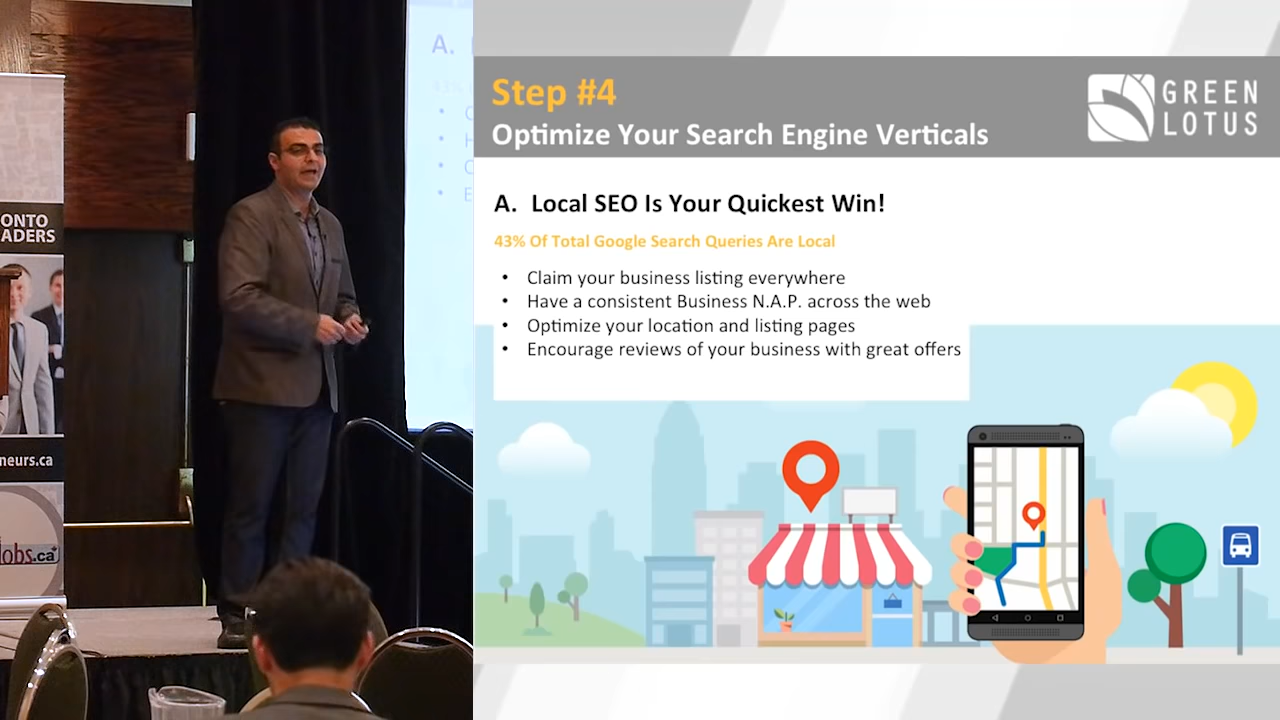 ONTO
ADERS
neurs.ca
Jobs.ca
A.
Step #4
Optimize Your Search Engine Verticals
GREEN
LOTUS
A. Local SEO Is Your Quickest Win!
43% Of Total Google Search Queries Are Local
• Claim your business listing everywhere
• Have a consistent Business N.A.P. across the web
• Optimize your location and listing pages
• Encourage reviews of your business with great offers